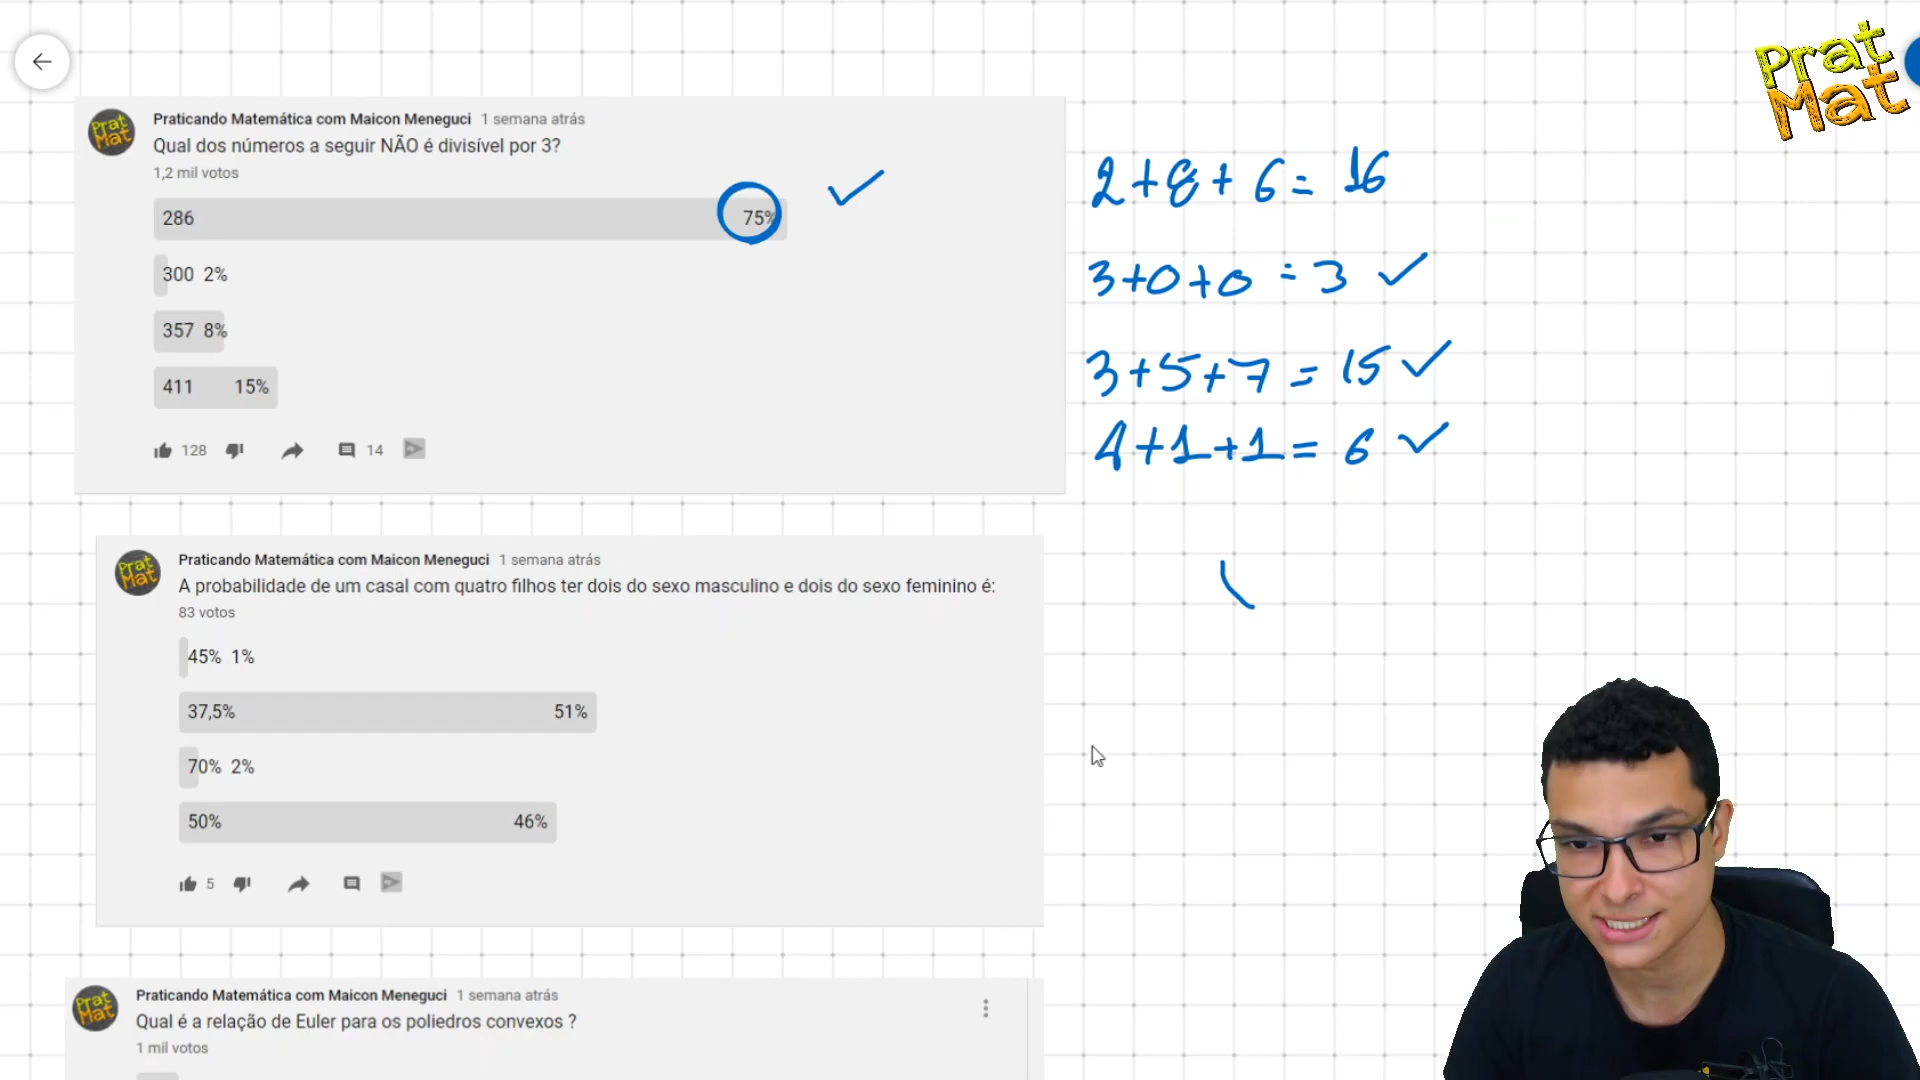 Prat
Mat
Praticando Matemática com Maicon Meneguci 1 semana atrás
Qual dos números a seguir NÃO é divisível por 3?
1,2 mil votos
286 75%
300 2%
357 8%
411 15%
128 14
2+8+6=16
3+0+0=3
3+5+7=15
4+1+1=6
Praticando Matemática com Maicon Meneguci 1 semana atrás
A probabilidade de um casal com quatro filhos ter dois do sexo masculino e dois do sexo feminino é:
83 votos
45% 1%
37,5% 51%
70% 2%
50% 46%
5
Praticando Matemática com Maicon Meneguci 1 semana atrás
Qual é a relação de Euler para os poliedros convexos ?
1 mil votos